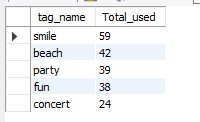 tag_name Total_used
smile 59
beach 42
party 39
fun 38
concert 24